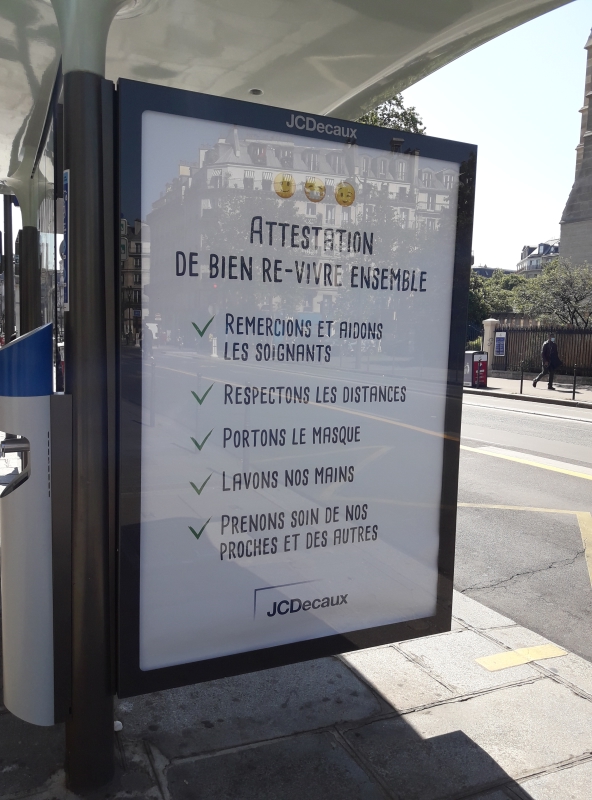 JCDecaux
ATTESTATION
DE BIEN RE-VIVRE ENSEMBLE
REMERCIONS ET AIDONS
LES SOIGNANTS
RESPECTONS LES DISTANCES
PORTONS LE MASQUE
LAVONS NOS MAINS
PRENONS SOIN DE NOS
PROCHES ET DES AUTRES
JCDecaux